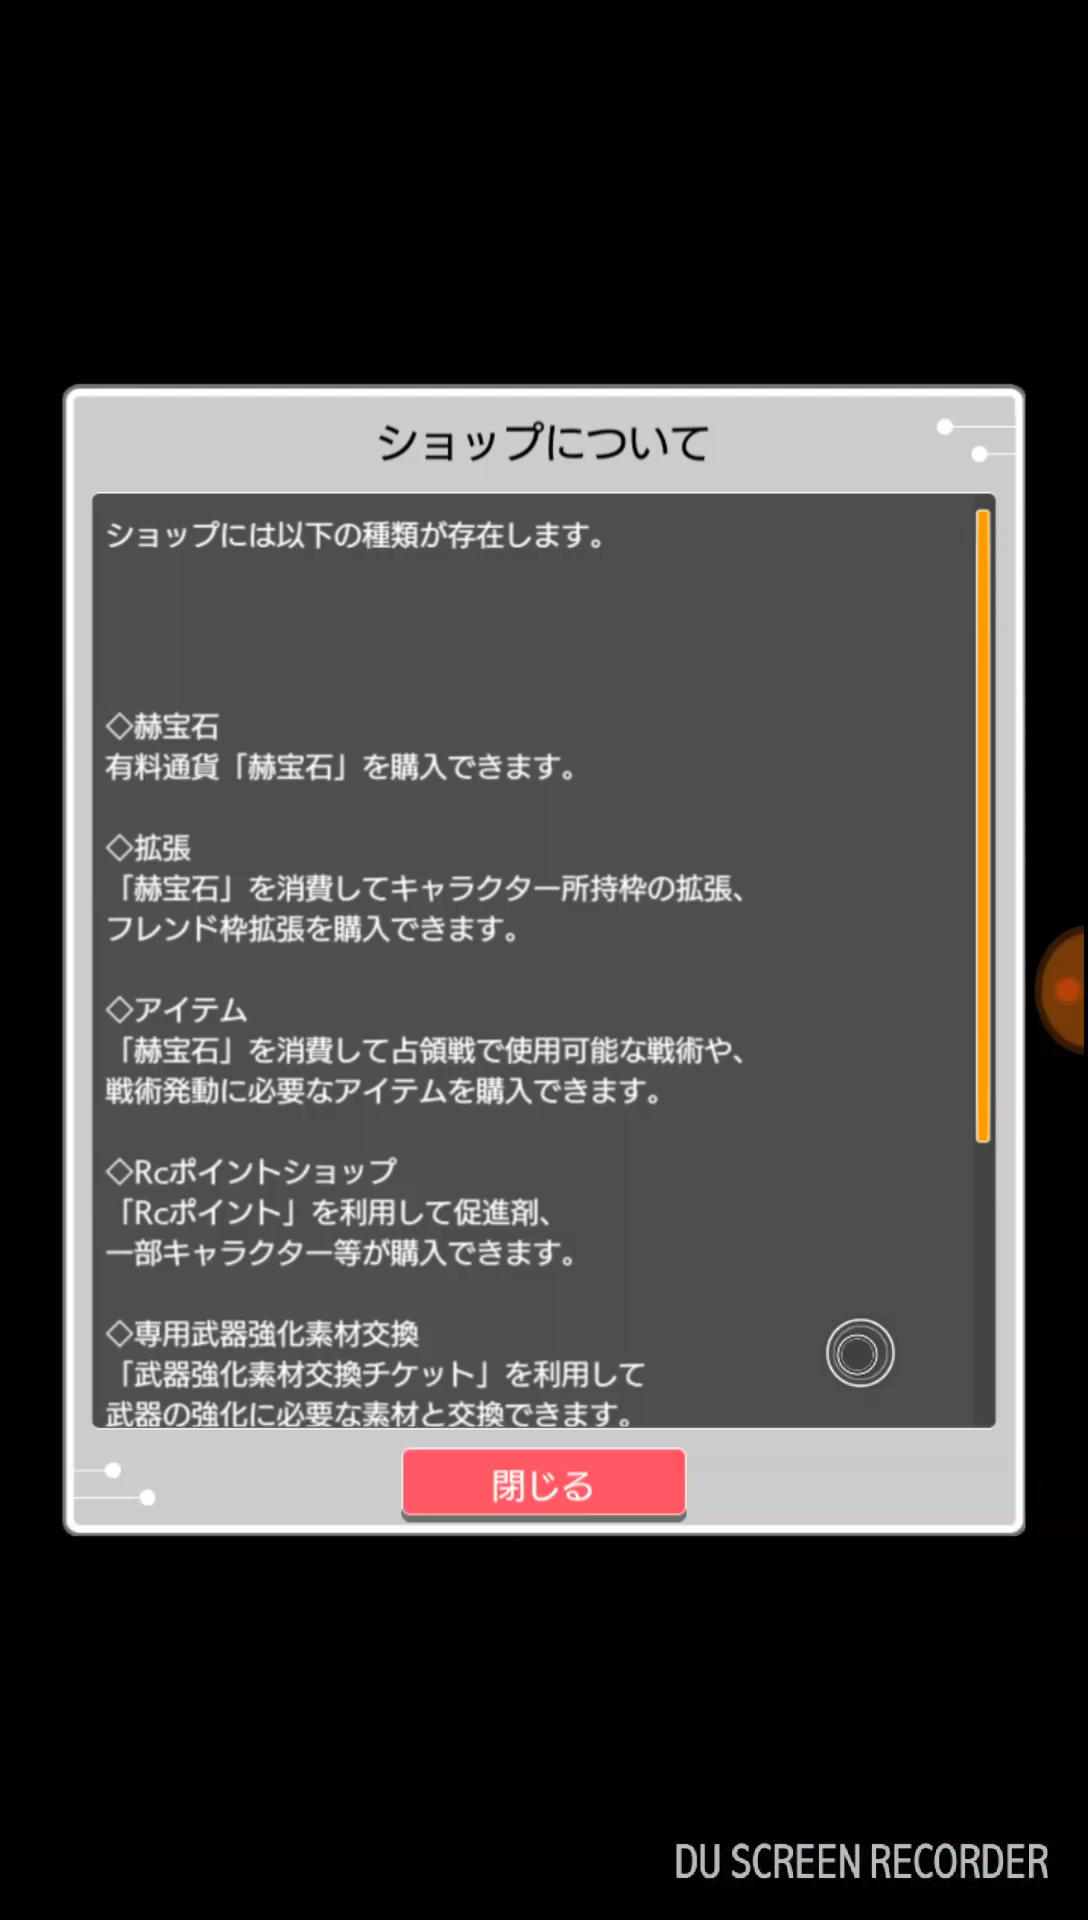 ショップについて
ショップには以下の種類が存在します。
◇赫宝石
有料通貨「赫宝石」を購入できます。
◇拡張
「赫宝石」を消費してキャラクター所持枠の拡張、
フレンド枠拡張を購入できます。
◇アイテム
「赫宝石」を消費して占領戦で使用可能な戦術や、
戦術発動に必要なアイテムを購入できます。
◇Rcポイントショップ
「Rcポイント」を利用して促進剤、
一部キャラクター等が購入できます。
◇専用武器強化素材交換
「武器強化素材交換チケット」を利用して
武器の強化に必要な素材と交換できます。
閉じる
DU SCREEN RECORDER